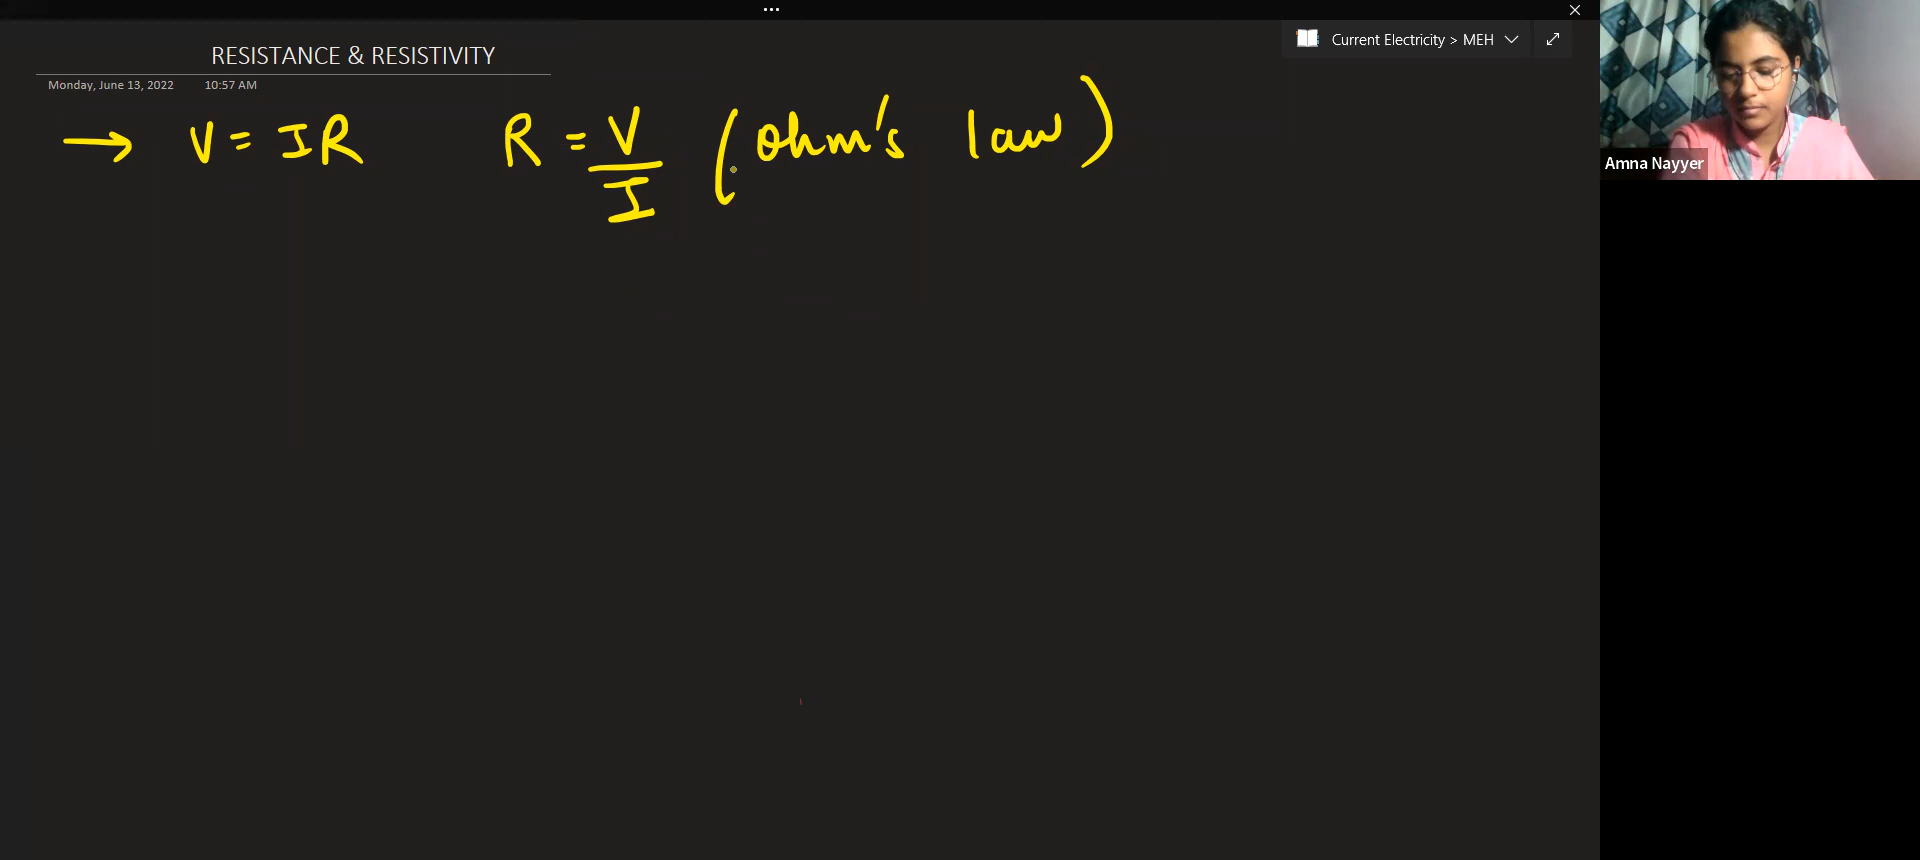 Current Electricity > MEH
RESISTANCE & RESISTIVITY
Monday, June 13, 2022 10:57 AM
→ V = IR R = V/I (ohm's law)
Amna Nayyer